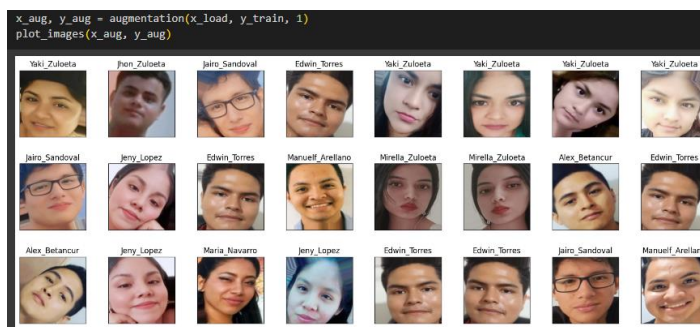 x_aug, y_aug = augmentation(x_load, y_train, 1)
plot_images(x_aug, y_aug)
Yaki_Zuloeta Jhon_Zuloeta Jairo_Sandoval Edwin_Torres Yaki_Zuloeta Yaki_Zuloeta Yaki_Zuloeta Yaki_Zuloeta
Jairo_Sandoval Jeny_Lopez Edwin_Torres Manuelf_Arellano Mirella_Zuloeta Mirella_Zuloeta Alex_Betancur Edwin_Torres
Alex_Betancur Jeny_Lopez Maria_Navarro Jeny_Lopez Edwin_Torres Edwin_Torres Jairo_Sandoval Manuelf_Arellan